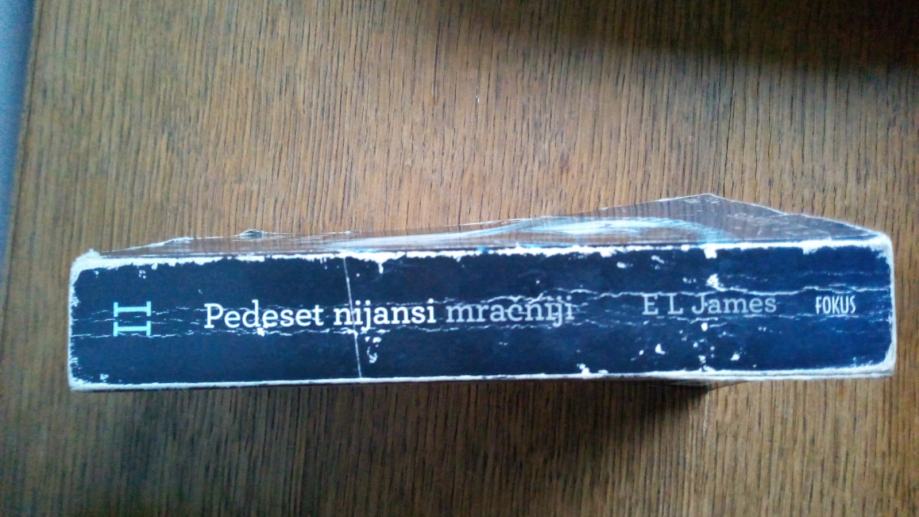 II
Pedeset nijansi mračniji
E L James
FOKUS